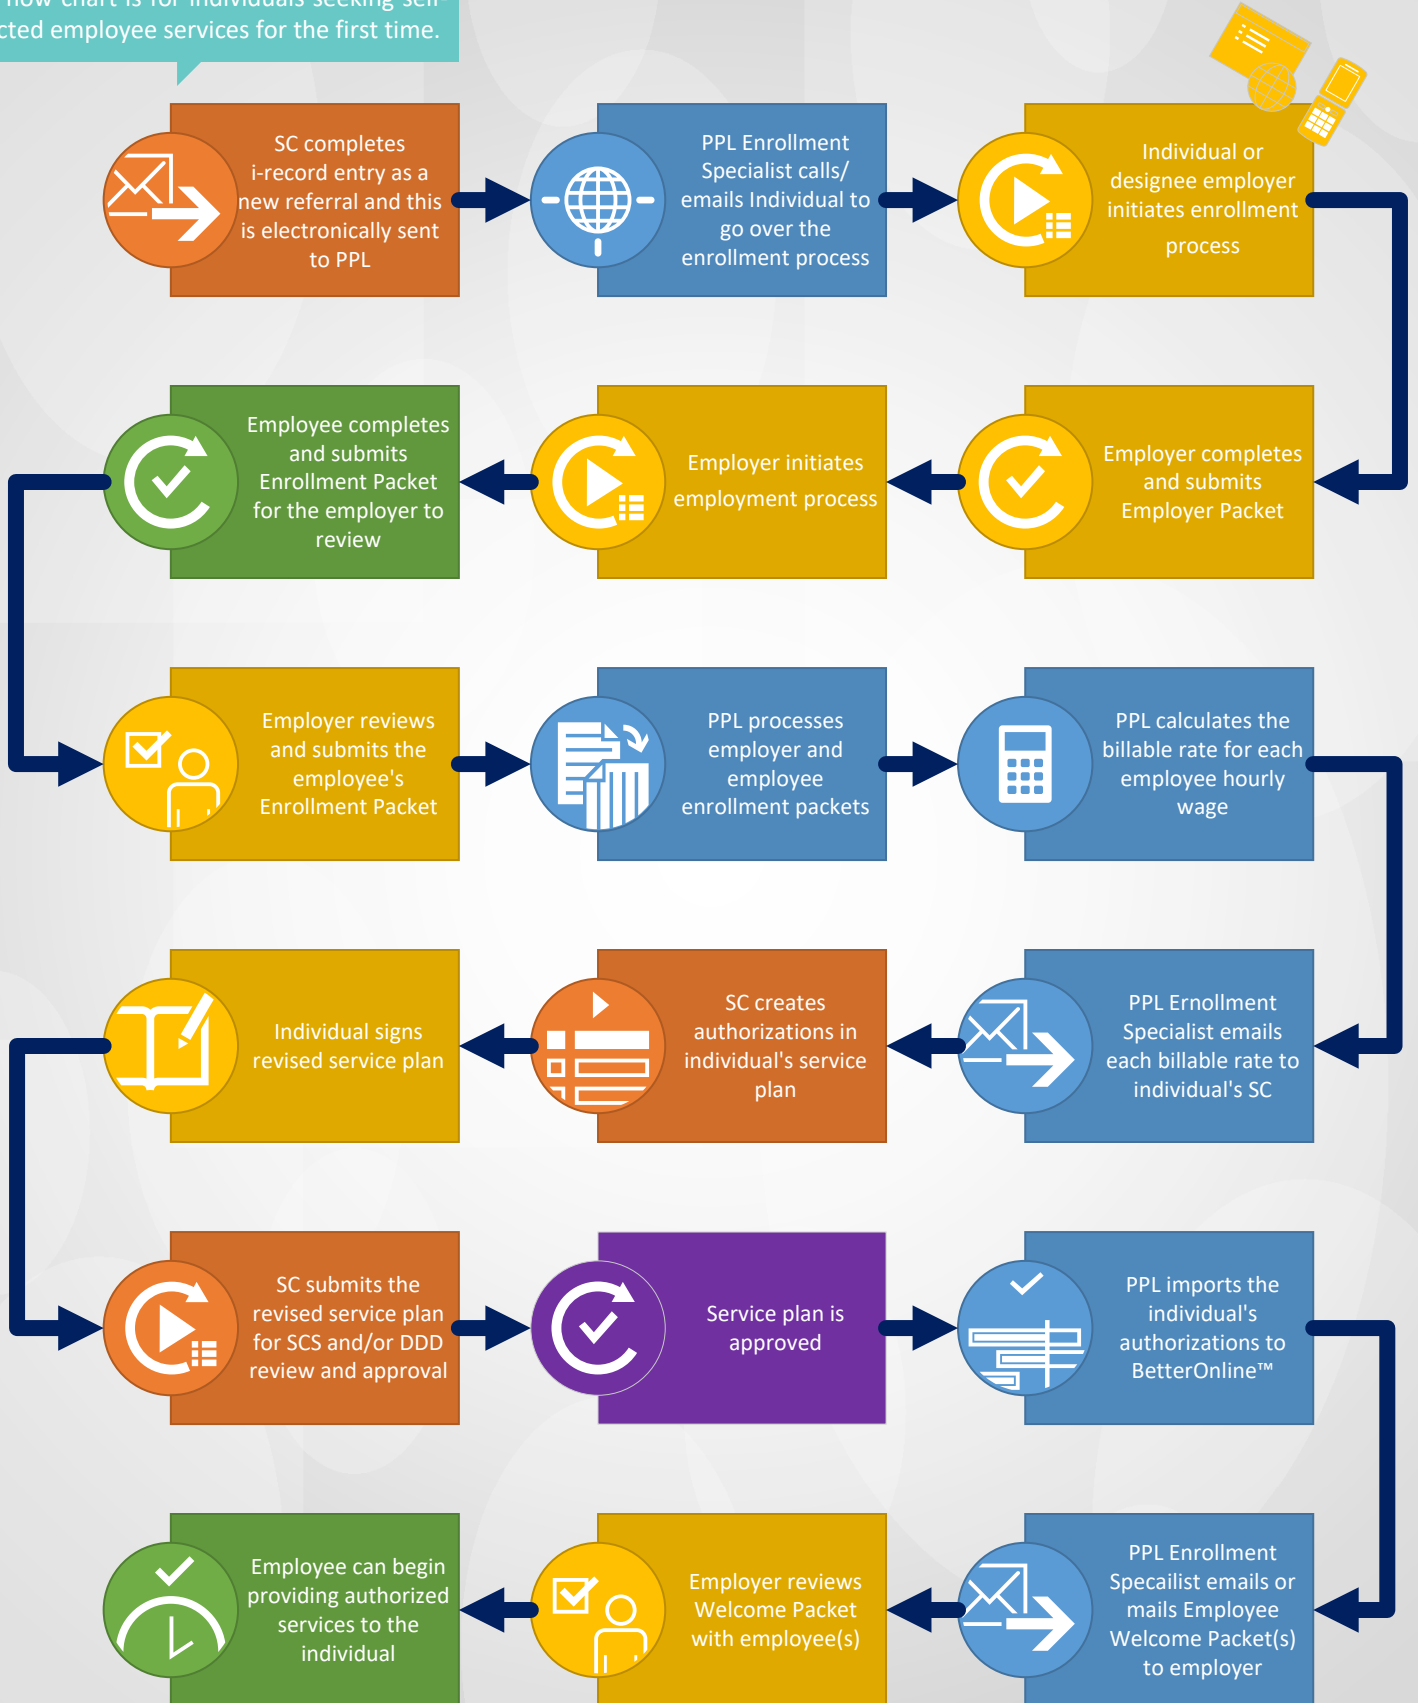 flow chart is for individuals seeking self-
cted employee services for the first time.
SC completes
i-record entry as a
new referral and this
is electronically sent
to PPL
PPL Enrollment
Specialist calls/
emails Individual to
go over the
enrollment process
Individual or
designee employer
initiates enrollment
process
Employer completes
and submits
Employer Packet
Employer initiates
employment process
Employee completes
and submits
Enrollment Packet
for the employer to
review
Employer reviews
and submits the
employee's
Enrollment Packet
PPL processes
employer and
employee
enrollment packets
PPL calculates the
billable rate for each
employee hourly
wage
PPL Ernollment
Specialist emails
each billable rate to
individual's SC
SC creates
authorizations in
individual's service
plan
Individual signs
revised service plan
SC submits the
revised service plan
for SCS and/or DDD
review and approval
Service plan is
approved
PPL imports the
individual's
authorizations to
BetterOnline™
PPL Enrollment
Specailist emails or
mails Employee
Welcome Packet(s)
to employer
Employer reviews
Welcome Packet
with employee(s)
Employee can begin
providing authorized
services to the
individual